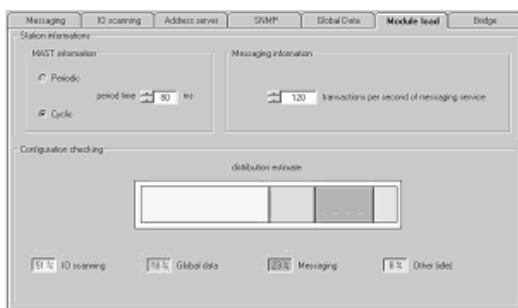 Messaging IO scanning Address server SNMP Global Data Module load Bridge
Station informations
MAST information
Messaging information
Periodic
period time 80 ms
120 transactions per second of messaging service
Cyclic
Configuration checking
distribution estimate
51 % IO scanning
18 % Global data
23 % Messaging
8 % Other (idle)